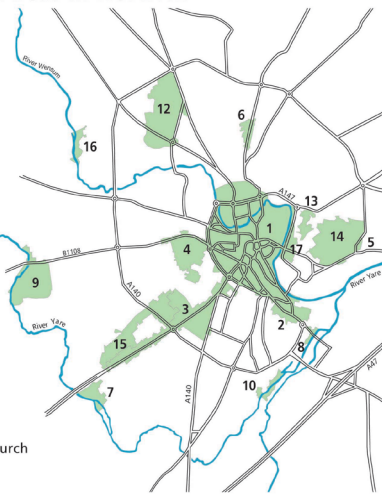 River Wensum
12
6
16
A147
13
1
14
17
5
4
B1108
9
River Yare
A140
3
2
River Yare
15
8
A47
7
10
A140
urch